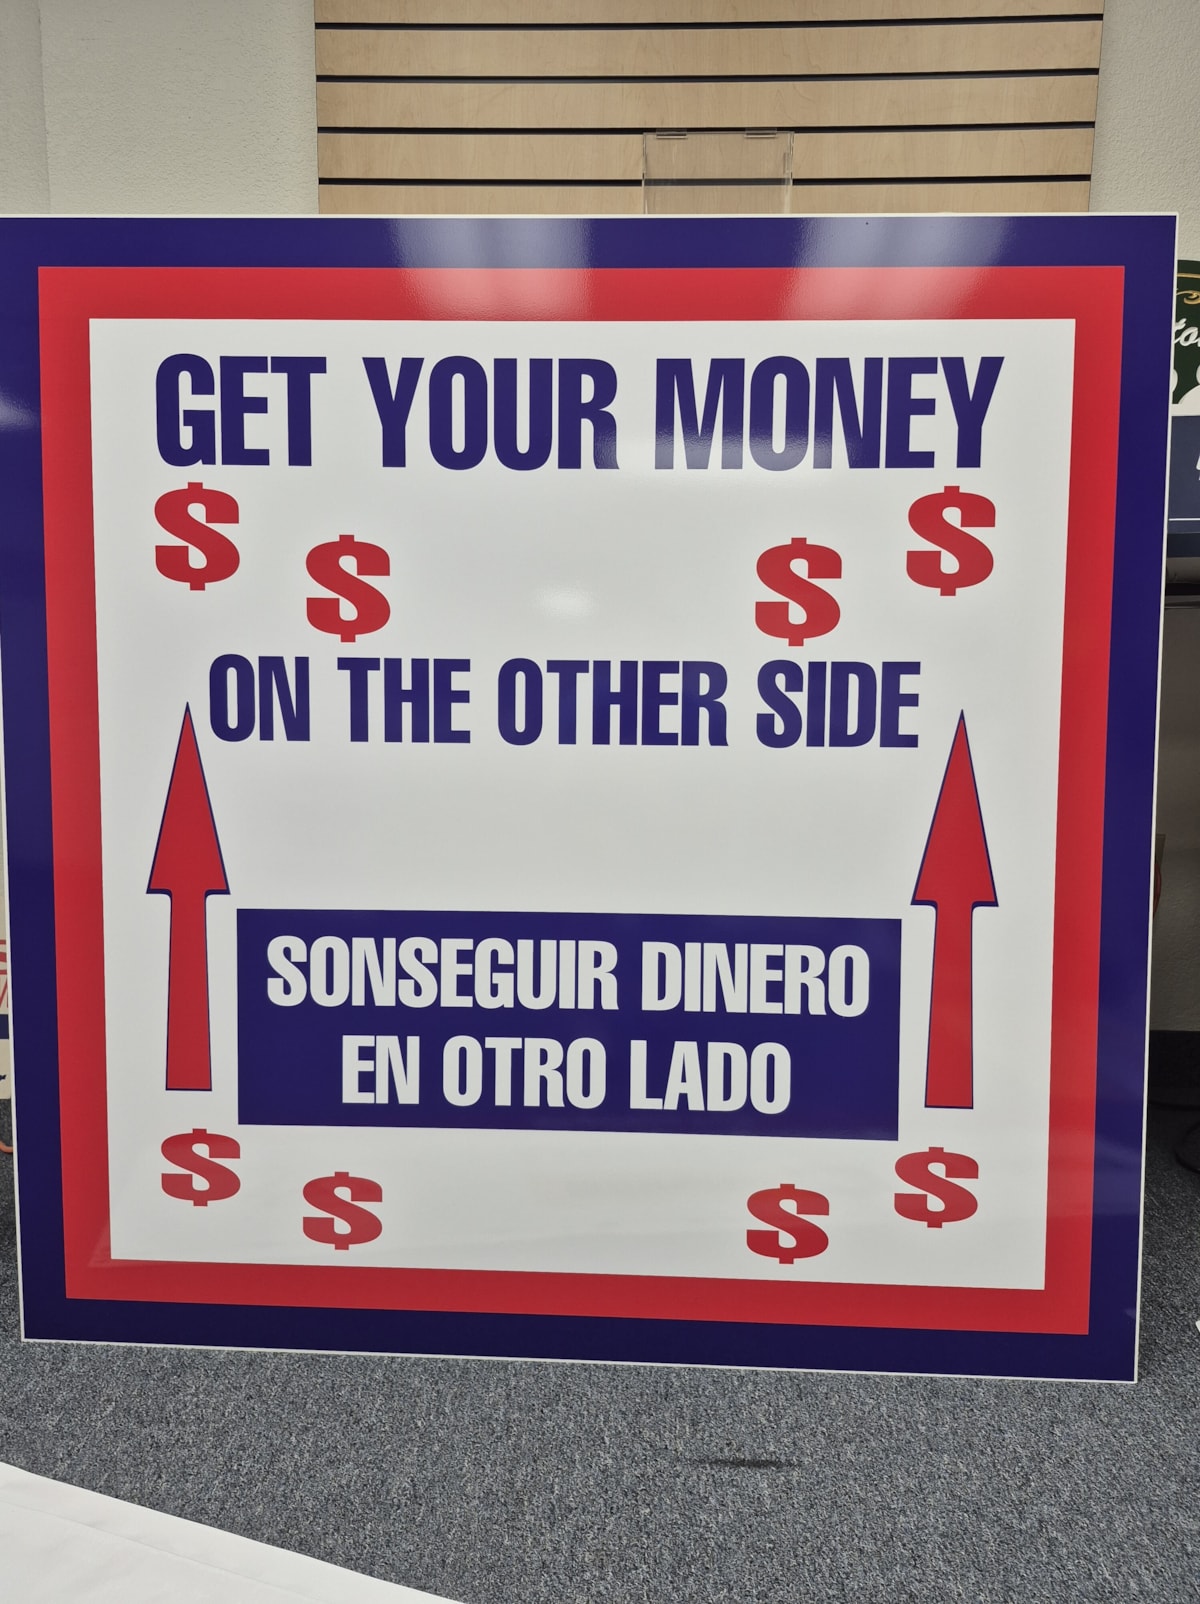 GET YOUR MONEY
$ $ $ $
ON THE OTHER SIDE
SONSEGUIR DINERO
EN OTRO LADO
$ $ $ $